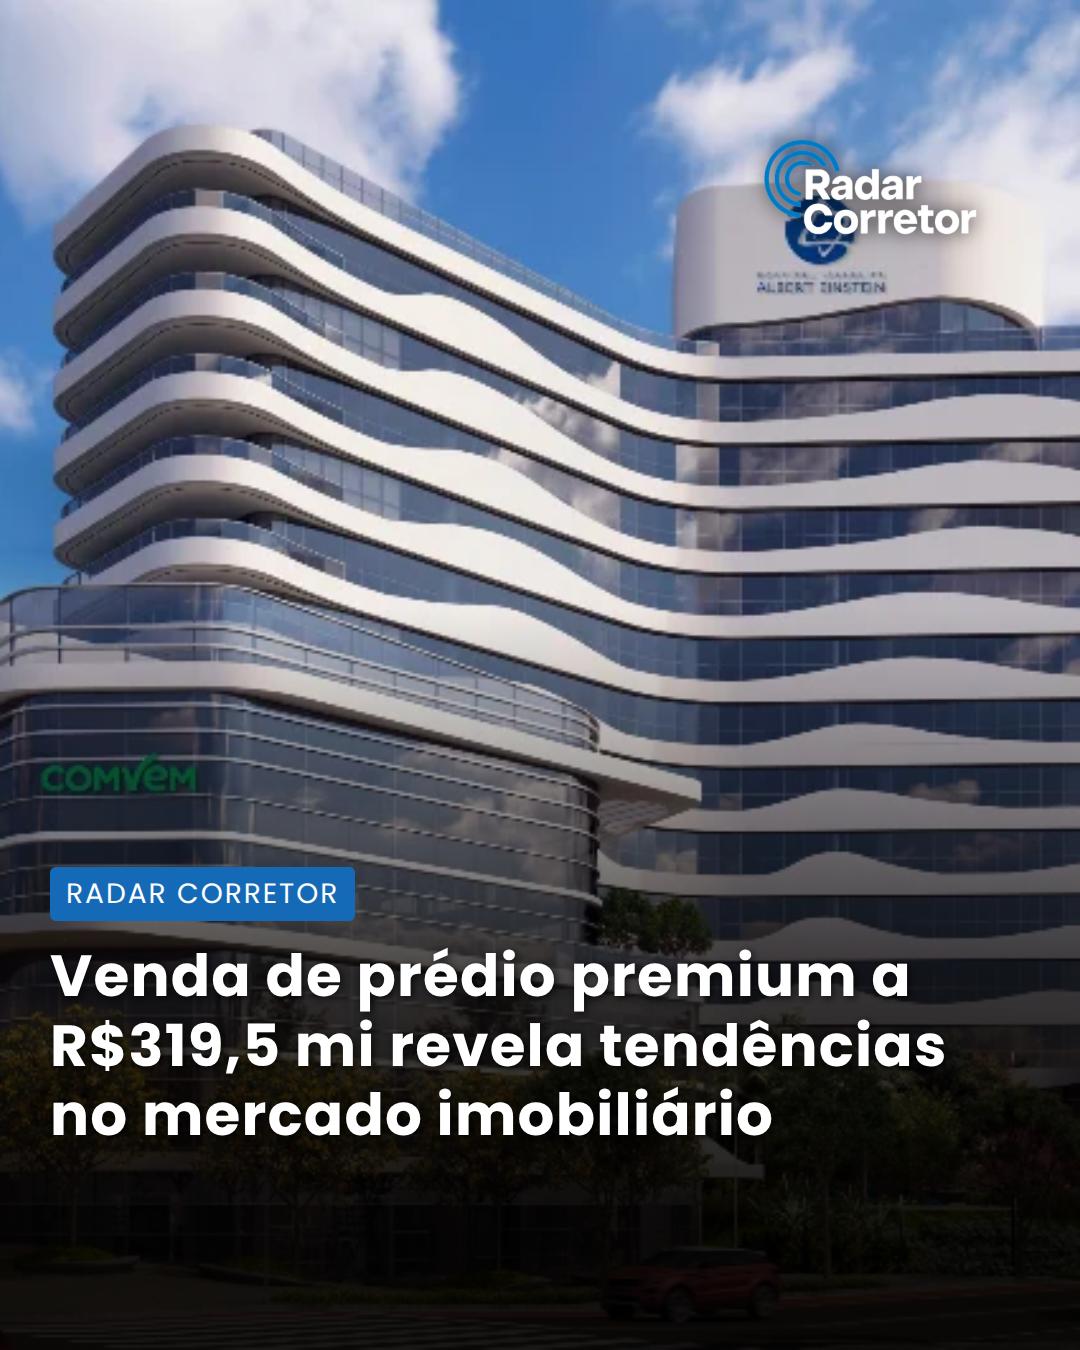 Radar
Corretor
ALBERT EINSTEIN
COMVEM
RADAR CORRETOR
Venda de prédio premium a
R$319,5 mi revela tendências
no mercado imobiliário